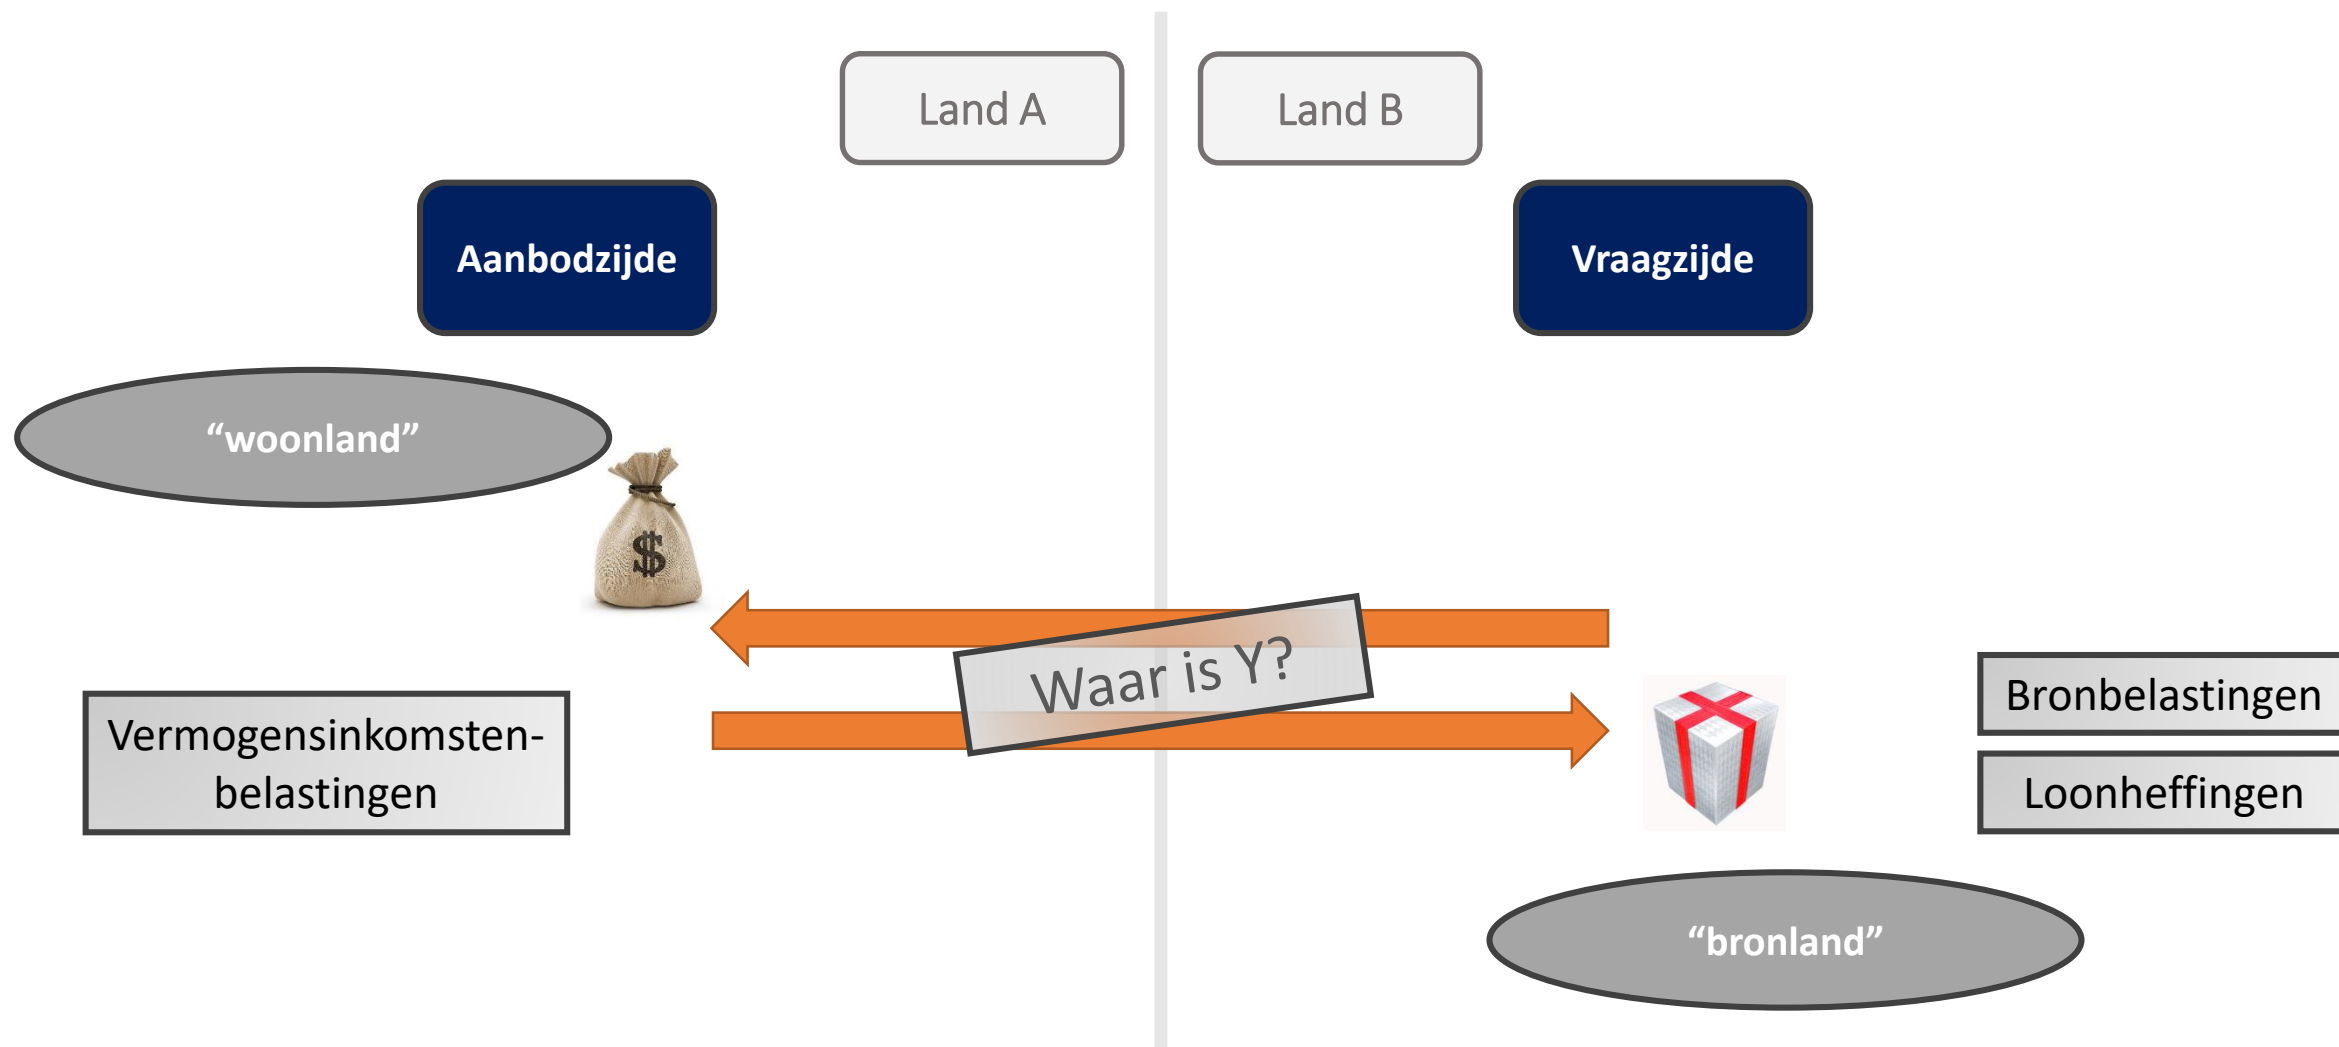 Land A
Land B
Aanbodzijde
Vraagzijde
“woonland”
$
Waar is Y?
Vermogensinkomsten-
belastingen
Bronbelastingen
Loonheffingen
“bronland”